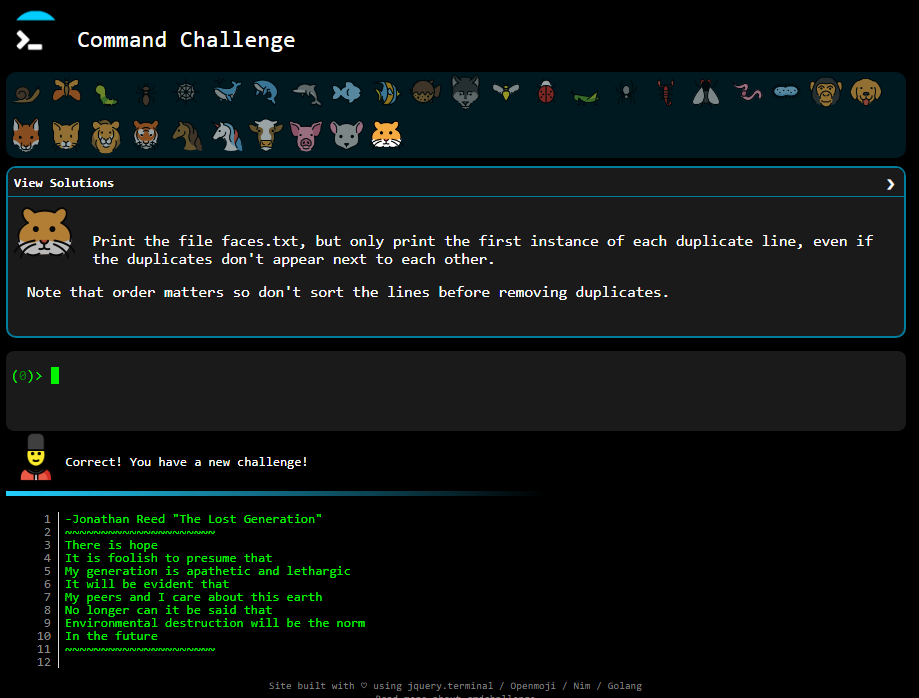 Command Challenge
View Solutions
Print the file faces.txt, but only print the first instance of each duplicate line, even if
the duplicates don't appear next to each other.
Note that order matters so don't sort the lines before removing duplicates.
(0)>
Correct! You have a new challenge!
1 -Jonathan Reed "The Lost Generation"
2 ~~~~~~~~~~~~~~~~~~~~~
3 There is hope
4 It is foolish to presume that
5 My generation is apathetic and lethargic
6 It will be evident that
7 My peers and I care about this earth
8 No longer can it be said that
9 Environmental destruction will be the norm
10 In the future
11 ~~~~~~~~~~~~~~~~~~~~~
12
Site built with ♡ using jquery.terminal / Openmoji / Nim / Golang